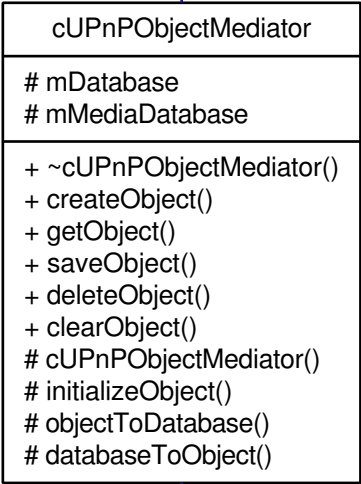 cUPnPObjectMediator
# mDatabase
# mMediaDatabase
+ ~cUPnPObjectMediator()
+ createObject()
+ getObject()
+ saveObject()
+ deleteObject()
+ clearObject()
# cUPnPObjectMediator()
# initializeObject()
# objectToDatabase()
# databaseToObject()